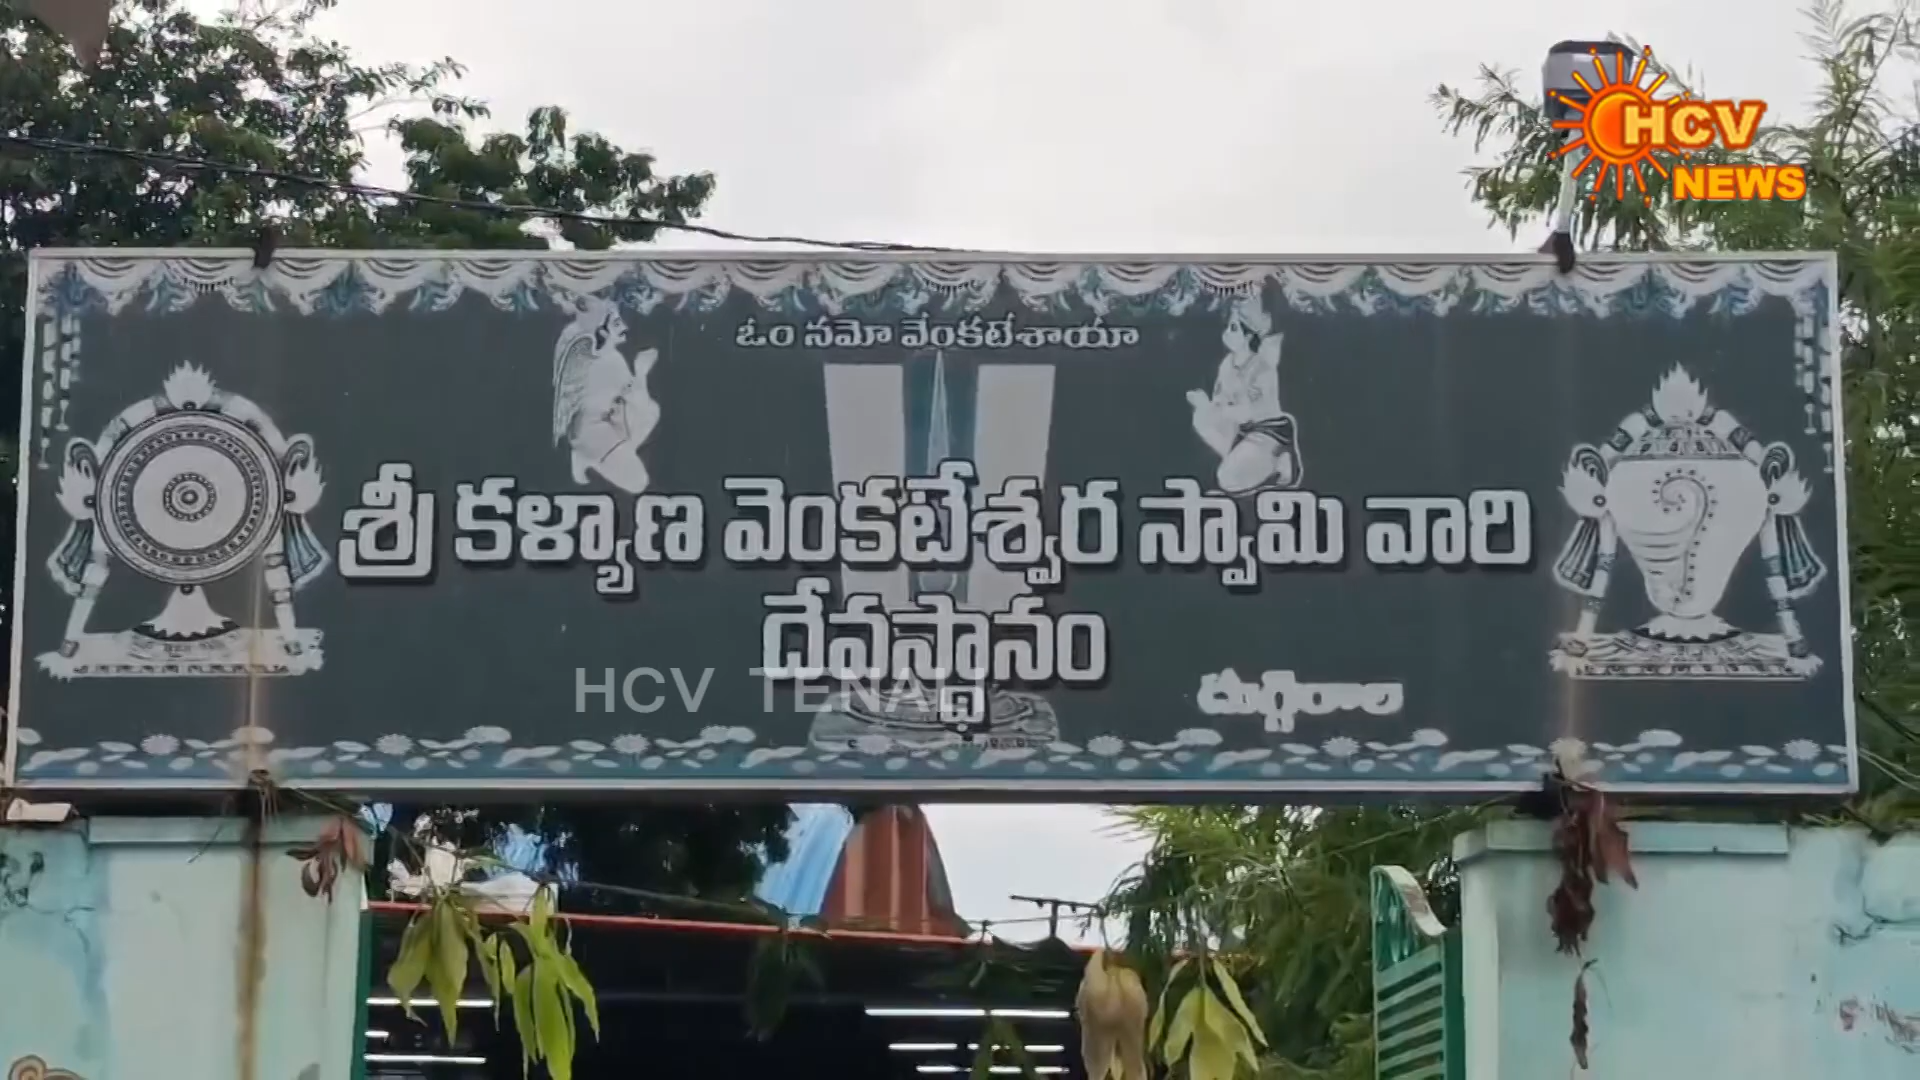 HCV
NEWS
ఓం నమో వేంకటేశాయా
శ్రీ కళ్యాణ వెంకటేశ్వర స్వామి వారి
దేవస్థానం
HCV TENALI
దుగ్గిరాల